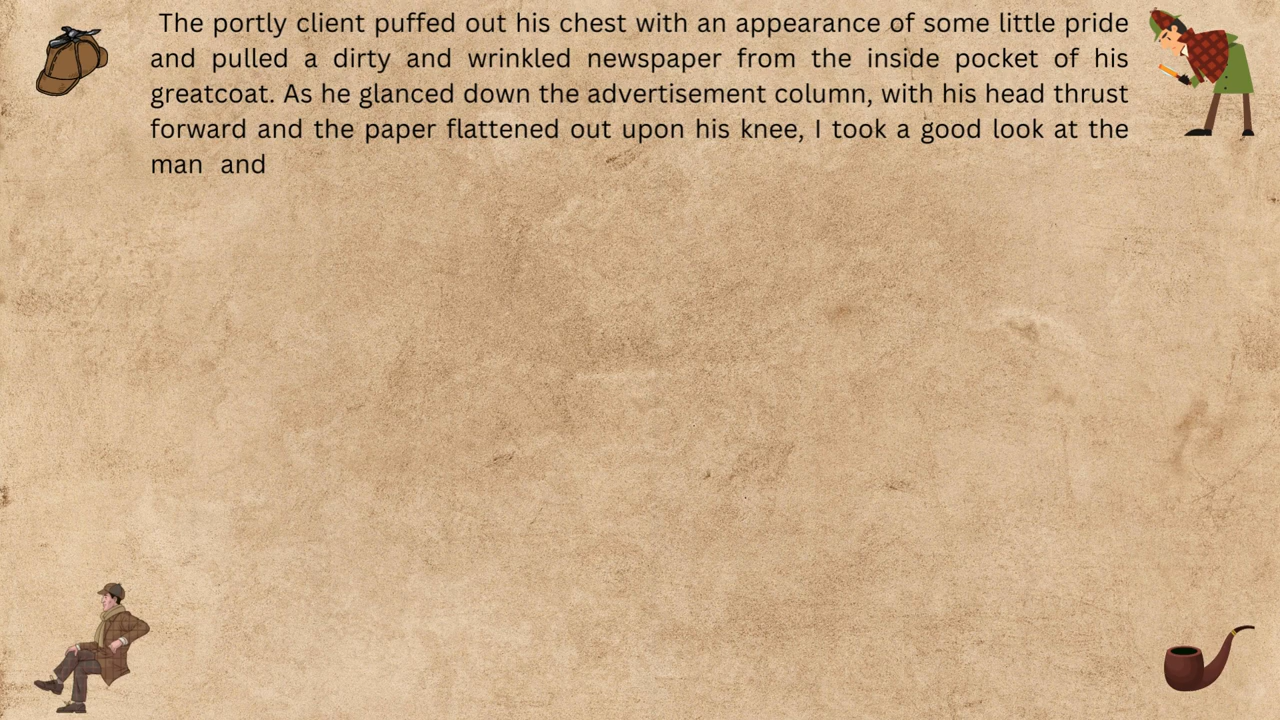 The portly client puffed out his chest with an appearance of some little pride
and pulled a dirty and wrinkled newspaper from the inside pocket of his
greatcoat. As he glanced down the advertisement column, with his head thrust
forward and the paper flattened out upon his knee, I took a good look at the
man and